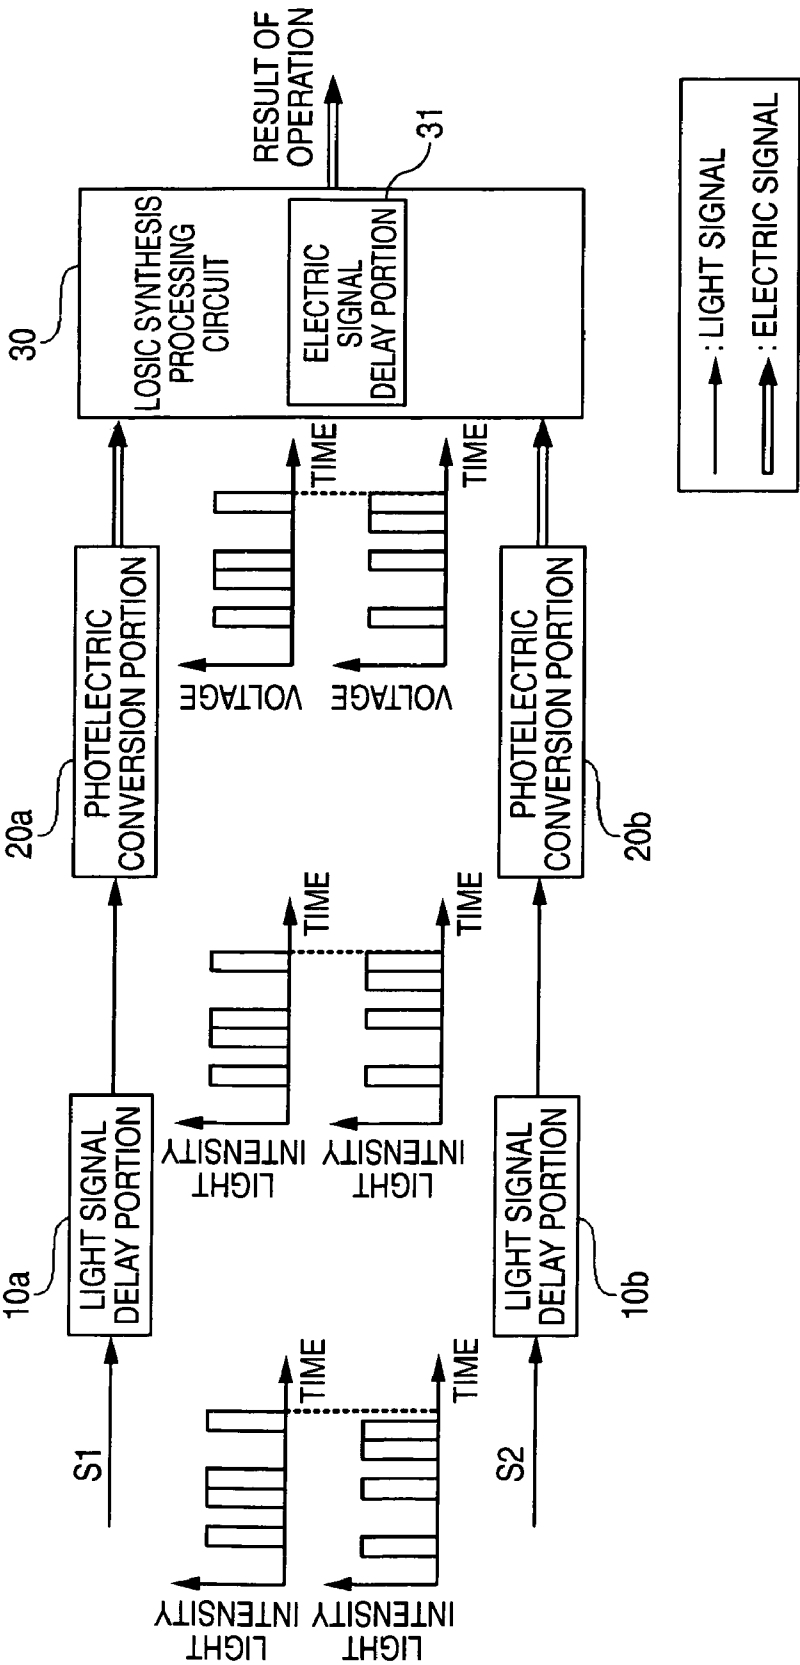 S1
10a
LIGHT SIGNAL
DELAY PORTION
20a
PHOTELECTRIC
CONVERSION PORTION
30
LOSIC SYNTHESIS
PROCESSING
CIRCUIT
ELECTRIC
SIGNAL
DELAY PORTION
31
RESULT OF
OPERATION
LIGHT
INTENSITY
TIME
LIGHT
INTENSITY
TIME
VOLTAGE
TIME
LIGHT
INTENSITY
TIME
LIGHT
INTENSITY
TIME
VOLTAGE
TIME
S2
LIGHT SIGNAL
DELAY PORTION
10b
PHOTELECTRIC
CONVERSION PORTION
20b
: LIGHT SIGNAL
: ELECTRIC SIGNAL